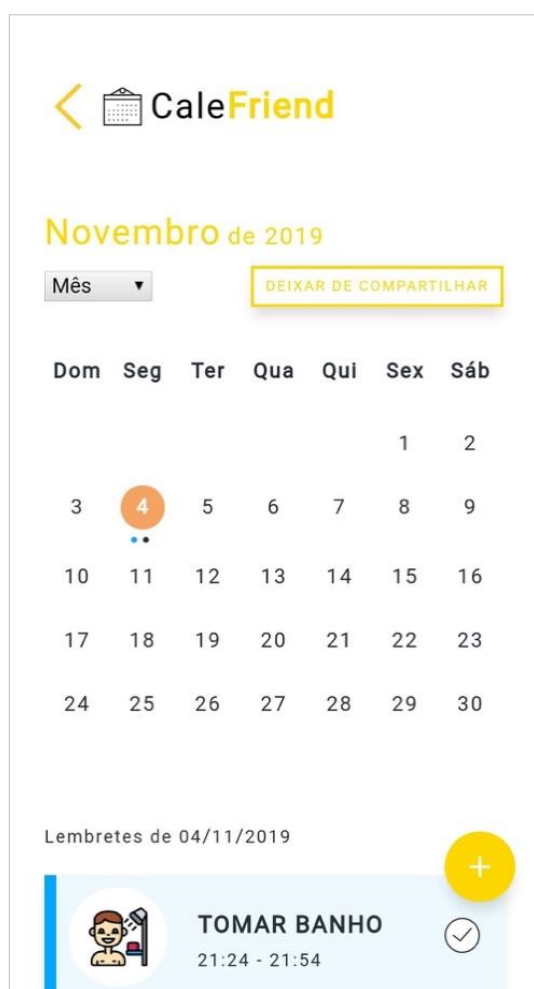 CaleFriend
Novembro de 2019
Mês DEIXAR DE COMPARTILHAR
Dom Seg Ter Qua Qui Sex Sáb
1 2
3 4 5 6 7 8 9
10 11 12 13 14 15 16
17 18 19 20 21 22 23
24 25 26 27 28 29 30
Lembretes de 04/11/2019
+
TOMAR BANHO
21:24 - 21:54